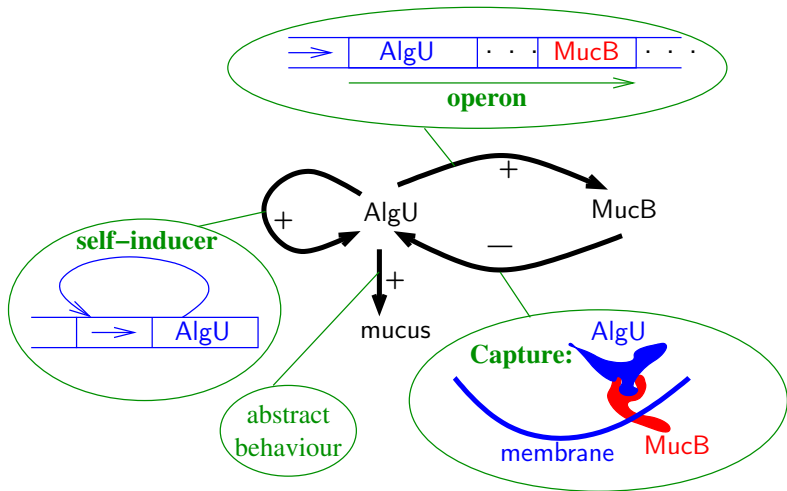 AlgU · · · MucB · · ·
operon
+
AlgU
MucB
+
self−inducer
−
+
AlgU
mucus
AlgU
Capture:
abstract
behaviour
membrane
MucB